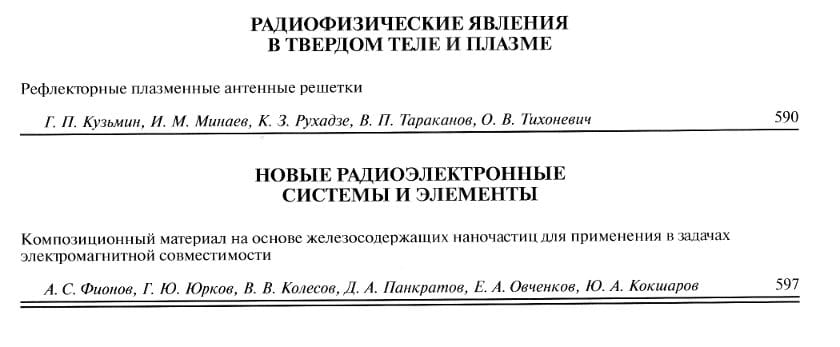 РАДИОФИЗИЧЕСКИЕ ЯВЛЕНИЯ
В ТВЕРДОМ ТЕЛЕ И ПЛАЗМЕ
Рефлекторные плазменные антенные решетки
Г. П. Кузьмин, И. М. Минаев, К. З. Рухадзе, В. П. Тараканов, О. В. Тихоневич 590
НОВЫЕ РАДИОЭЛЕКТРОННЫЕ
СИСТЕМЫ И ЭЛЕМЕНТЫ
Композиционный материал на основе железосодержащих наночастиц для применения в задачах
электромагнитной совместимости
А. С. Фионов, Г. Ю. Юрков, В. В. Колесов, Д. А. Панкратов, Е. А. Овченков, Ю. А. Кокшаров 597